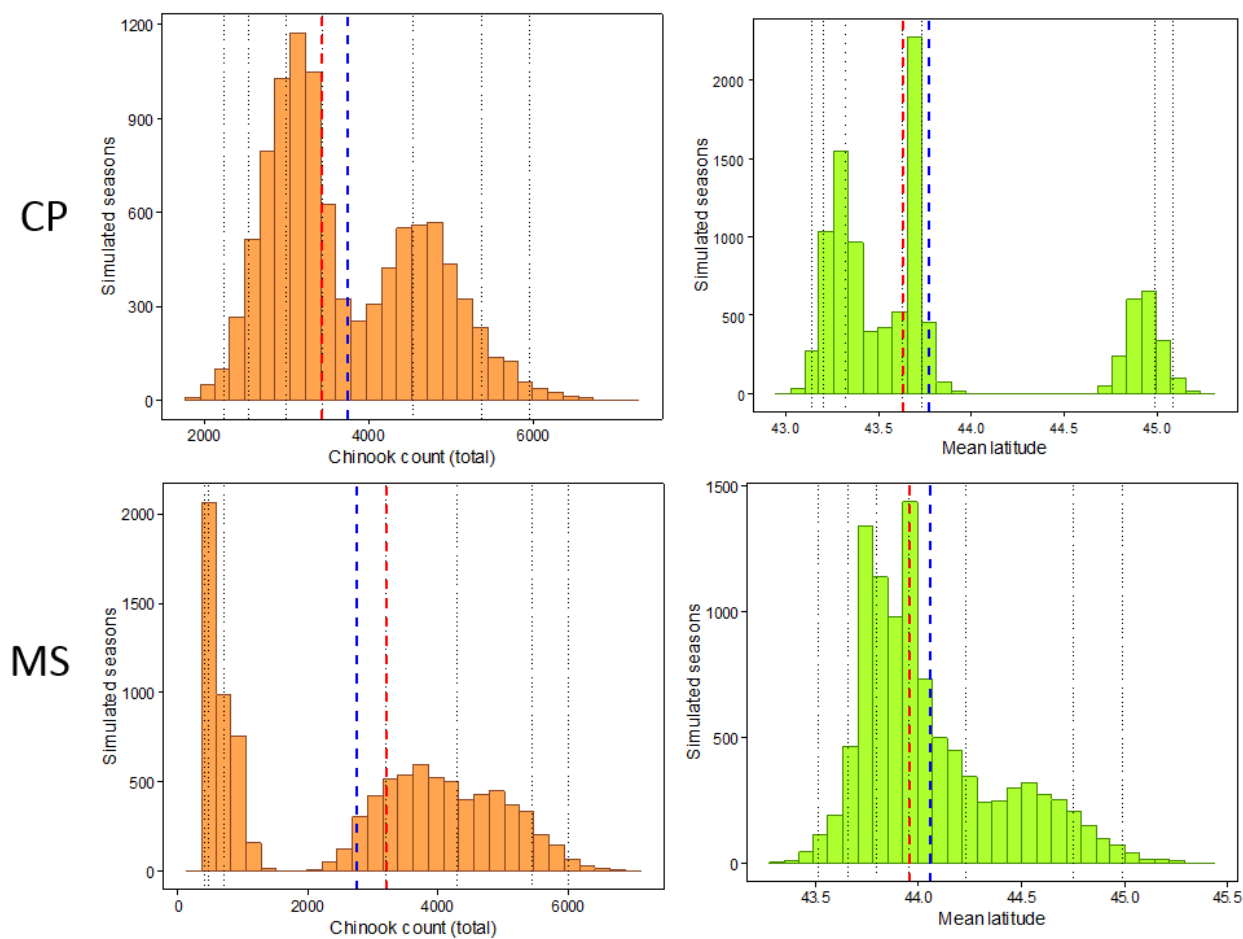 CP
Simulated seasons
1200
900
600
300
0
2000 4000 6000
Chinook count (total)
Simulated seasons
2000
1500
1000
500
0
43.0 43.5 44.0 44.5 45.0
Mean latitude
MS
Simulated seasons
2000
1500
1000
500
0
0 2000 4000 6000
Chinook count (total)
Simulated seasons
1500
1000
500
0
43.5 44.0 44.5 45.0 45.5
Mean latitude